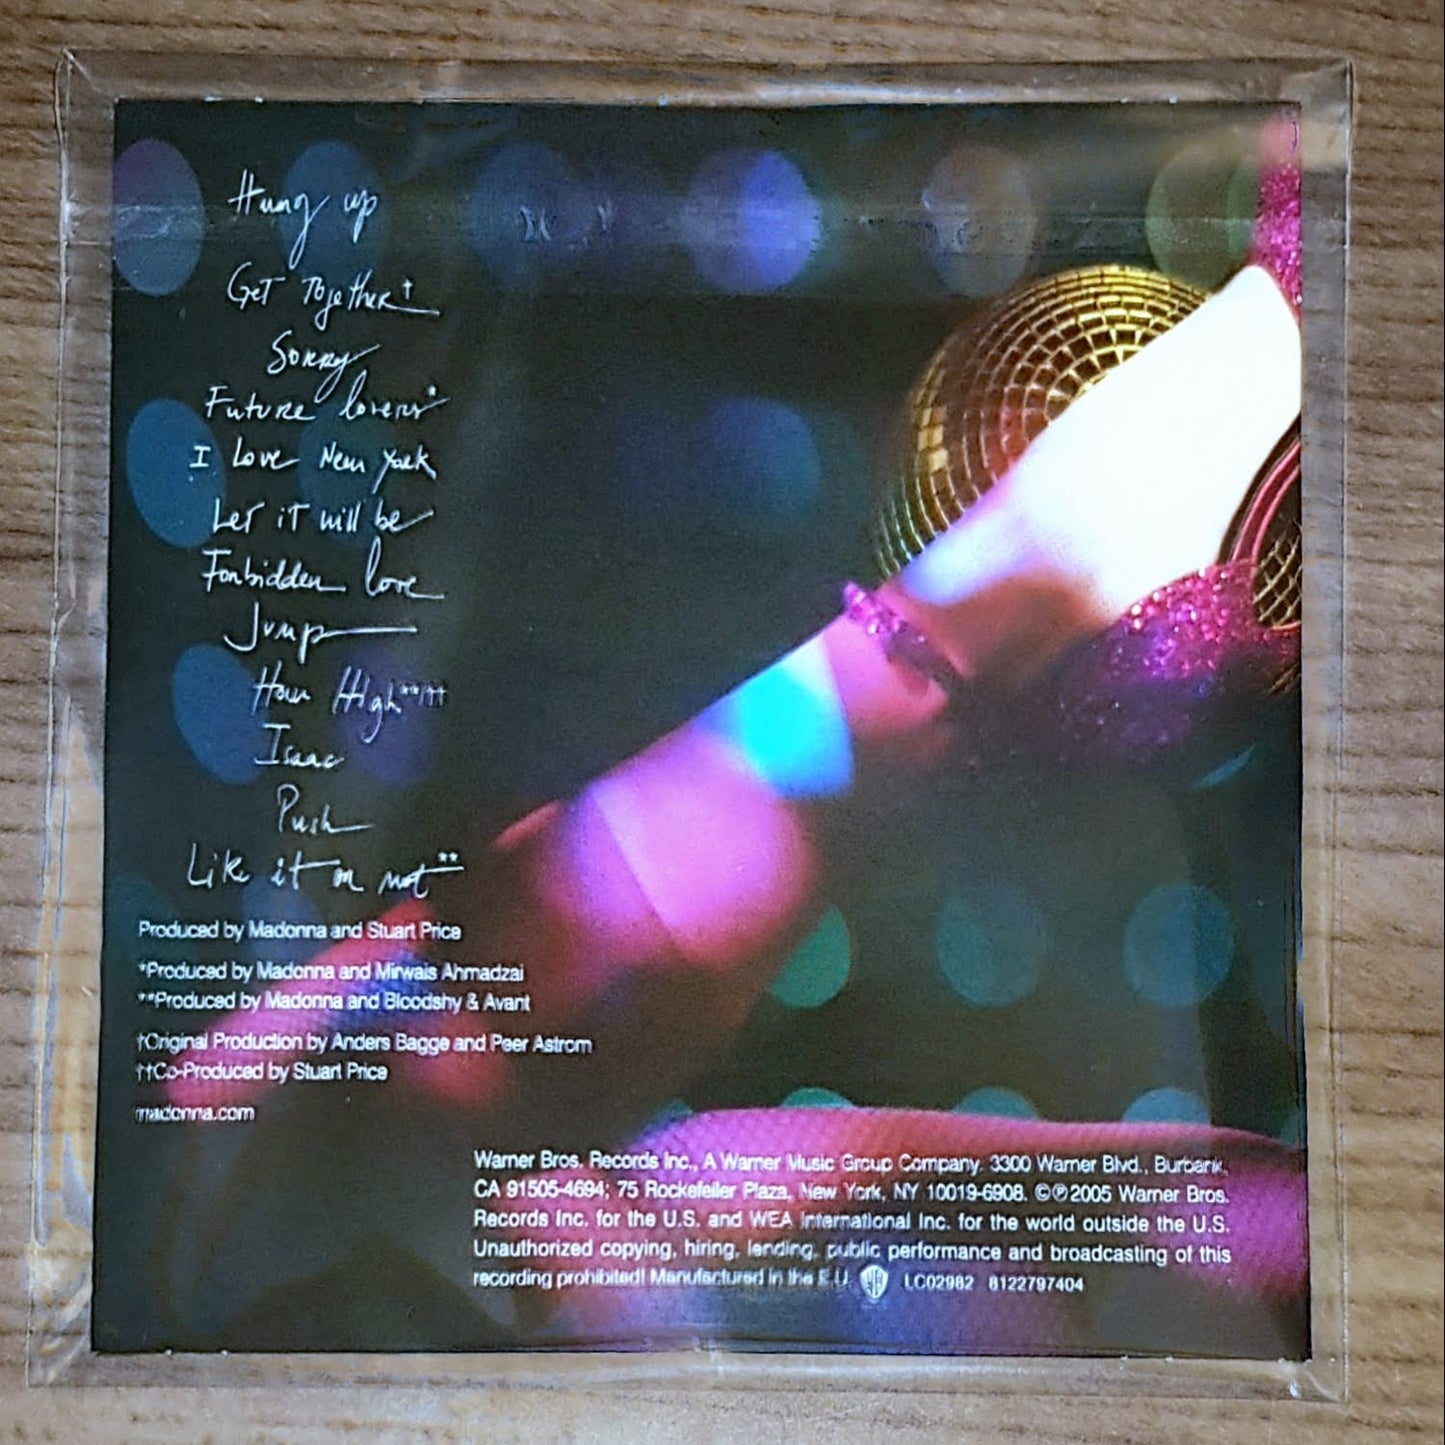 Hung up
Get Together†
Sorry
Future lovers*
I Love New York
Let it will be
Forbidden love
Jump
How High**/††
Isaac
Push
Like it or not**
Produced by Madonna and Stuart Price
*Produced by Madonna and Mirwais Ahmadzai
**Produced by Madonna and Bloodshy & Avant
†Original Production by Anders Bagge and Peer Astrom
††Co-Produced by Stuart Price
madonna.com
Warner Bros. Records Inc., A Warner Music Group Company. 3300 Warner Blvd., Burbank,
CA 91505-4694; 75 Rockefeller Plaza, New York, NY 10019-6908. ©℗2005 Warner Bros.
Records Inc. for the U.S. and WEA International Inc. for the world outside the U.S.
Unauthorized copying, hiring, lending, public performance and broadcasting of this
recording prohibited! Manufactured in the E.U. WB LC02982 8122797404